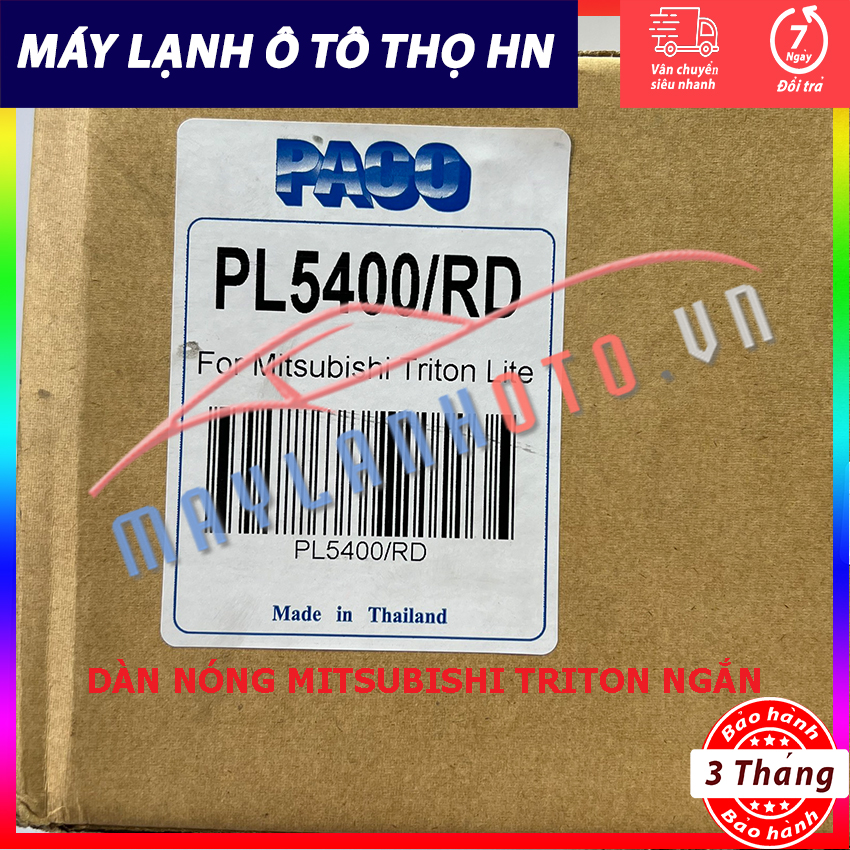 MÁY LẠNH Ô TÔ THỌ HN
Vân chuyển
siêu nhanh
7
Ngày
Đổi trả
PACO
PL5400/RD
For Mitsubishi Triton Lite
MAYLANHOTO.VN
PL5400/RD
Made in Thailand
DÀN NÓNG MITSUBISHI TRITON NGẮN
Bảo hành
3 Tháng
Bảo hành